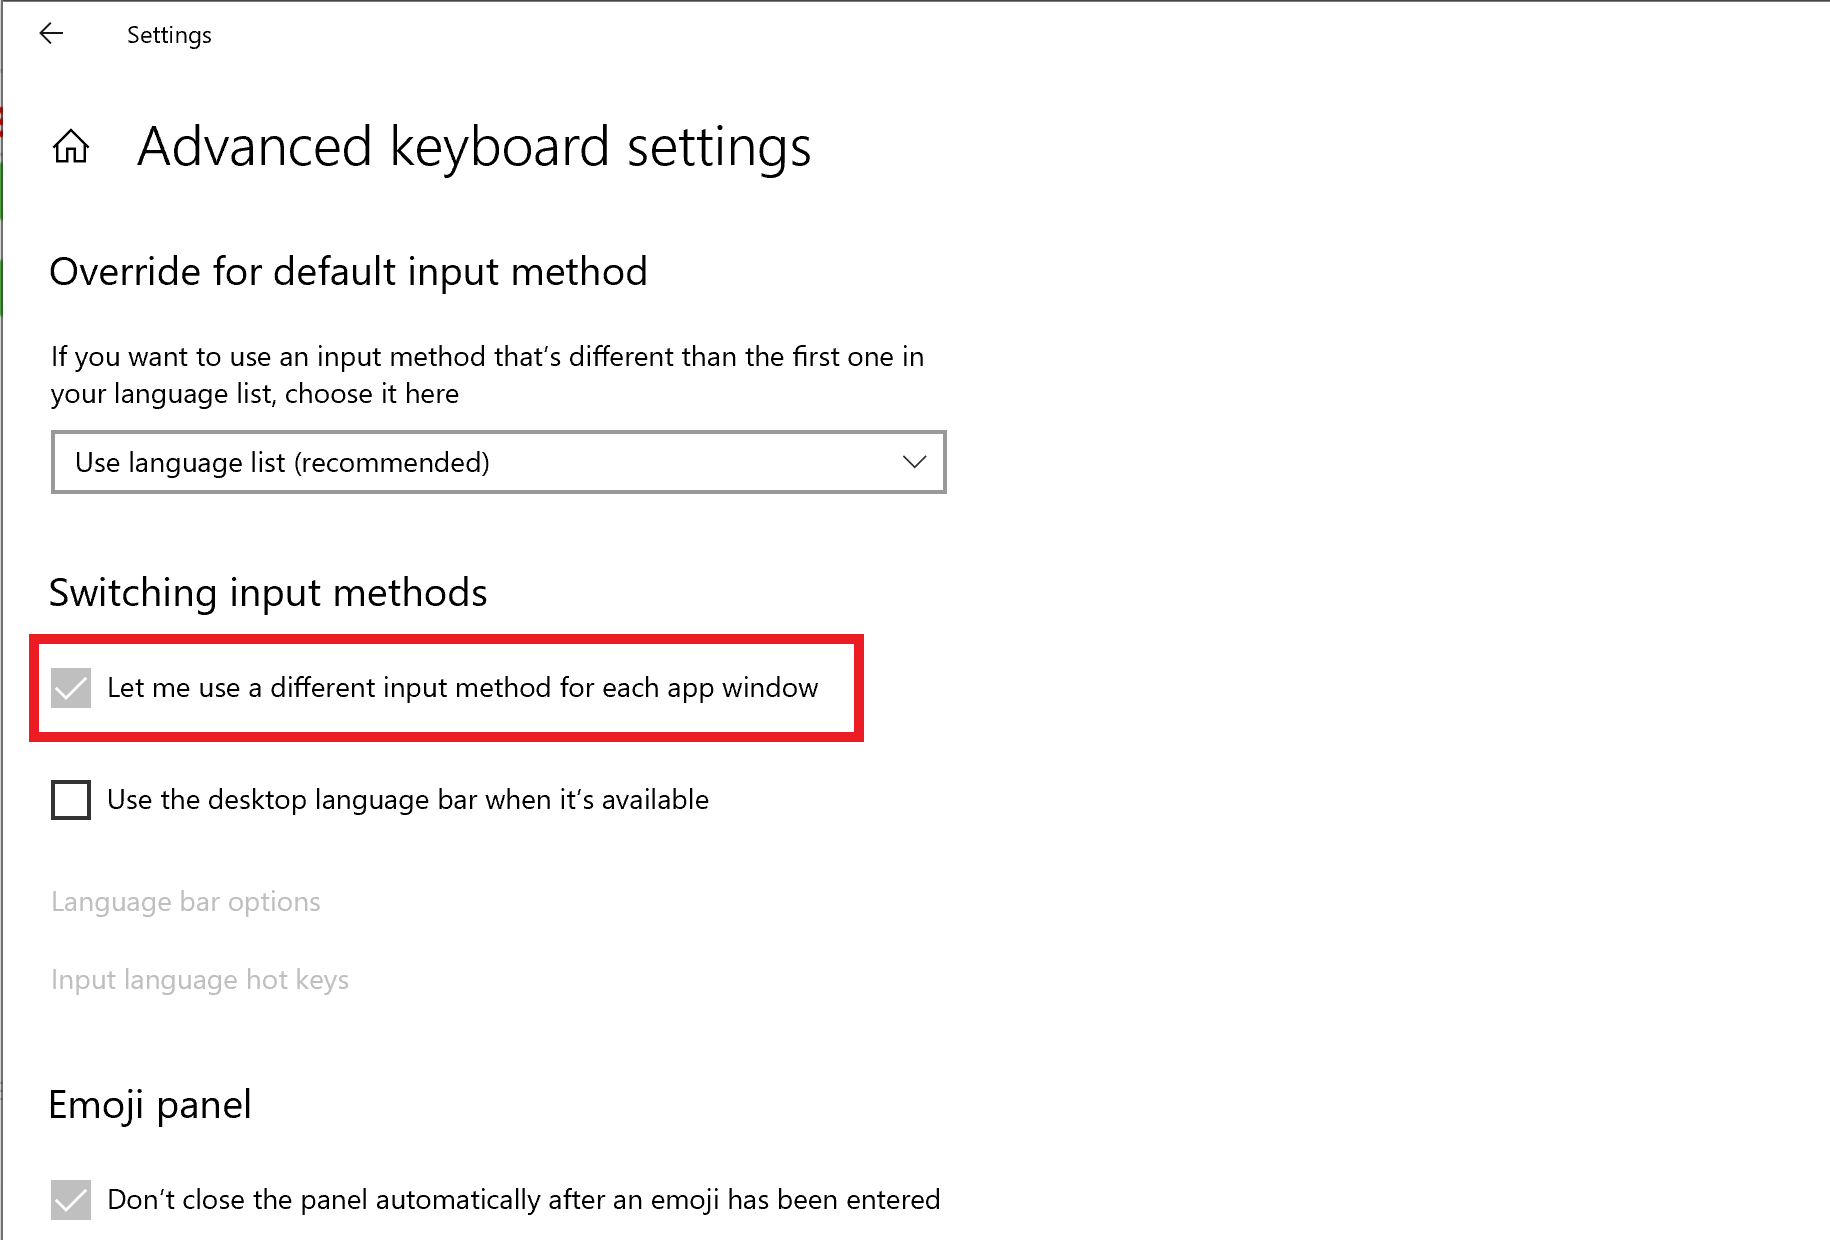 Settings
Advanced keyboard settings
Override for default input method
If you want to use an input method that's different than the first one in
your language list, choose it here
Use language list (recommended)
Switching input methods
Let me use a different input method for each app window
Use the desktop language bar when it's available
Language bar options
Input language hot keys
Emoji panel
Don't close the panel automatically after an emoji has been entered